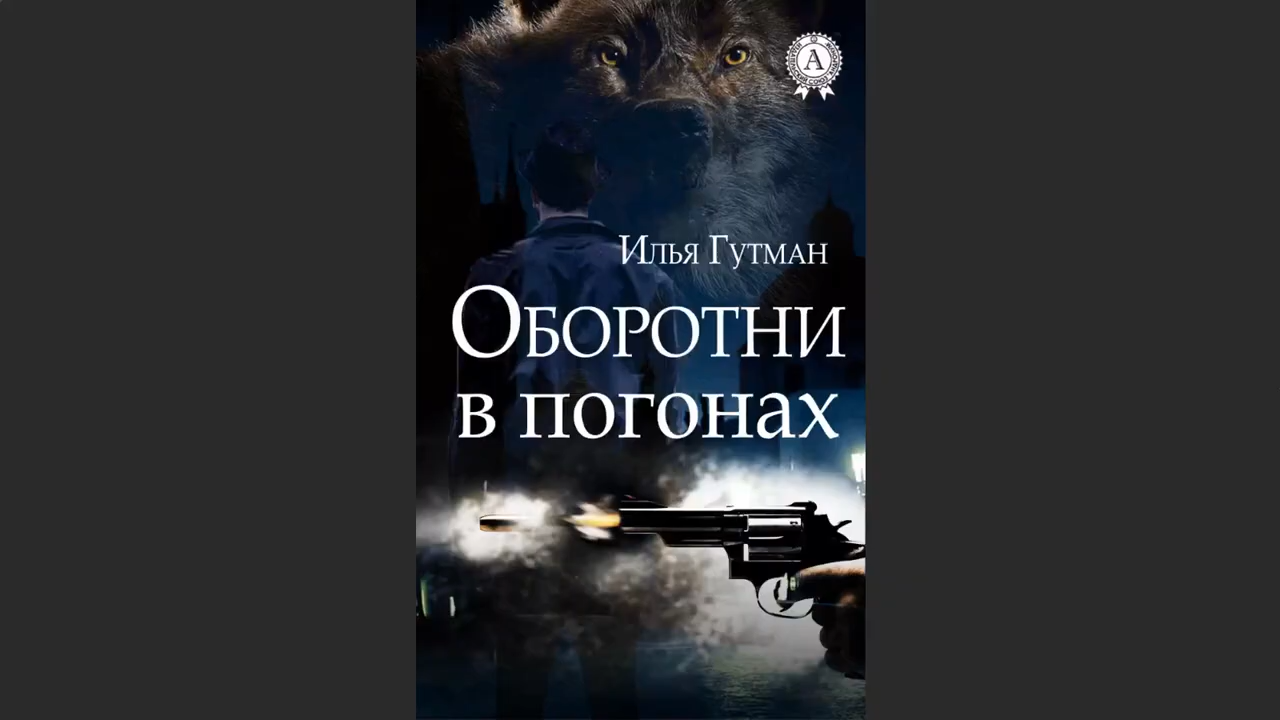 А
Илья Гутман
Оборотни
в погонах